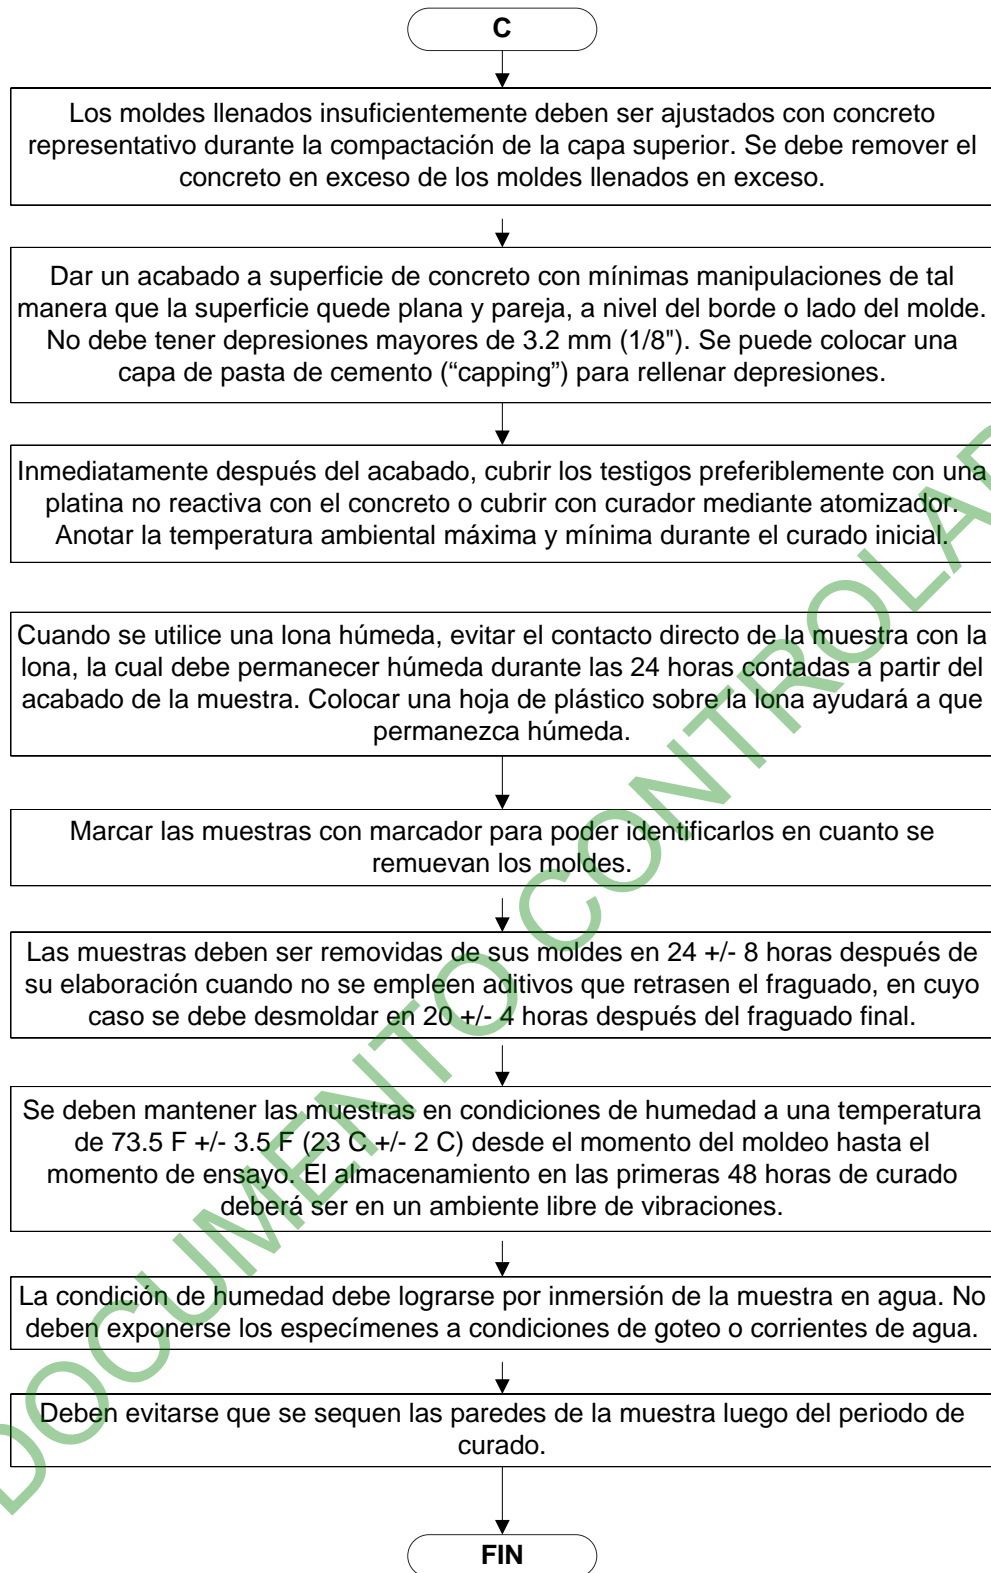 C
Los moldes llenados insuficientemente deben ser ajustados con concreto
representativo durante la compactación de la capa superior. Se debe remover el
concreto en exceso de los moldes llenados en exceso.
Dar un acabado a superficie de concreto con mínimas manipulaciones de tal
manera que la superficie quede plana y pareja, a nivel del borde o lado del molde.
No debe tener depresiones mayores de 3.2 mm (1/8"). Se puede colocar una
capa de pasta de cemento (“capping”) para rellenar depresiones.
Inmediatamente después del acabado, cubrir los testigos preferiblemente con una
platina no reactiva con el concreto o cubrir con curador mediante atomizador.
Anotar la temperatura ambiental máxima y mínima durante el curado inicial.
Cuando se utilice una lona húmeda, evitar el contacto directo de la muestra con la
lona, la cual debe permanecer húmeda durante las 24 horas contadas a partir del
acabado de la muestra. Colocar una hoja de plástico sobre la lona ayudará a que
permanezca húmeda.
Marcar las muestras con marcador para poder identificarlos en cuanto se
remuevan los moldes.
Las muestras deben ser removidas de sus moldes en 24 +/- 8 horas después de
su elaboración cuando no se empleen aditivos que retrasen el fraguado, en cuyo
caso se debe desmoldar en 20 +/- 4 horas después del fraguado final.
Se deben mantener las muestras en condiciones de humedad a una temperatura
de 73.5 F +/- 3.5 F (23 C +/- 2 C) desde el momento del moldeo hasta el
momento de ensayo. El almacenamiento en las primeras 48 horas de curado
deberá ser en un ambiente libre de vibraciones.
La condición de humedad debe lograrse por inmersión de la muestra en agua. No
deben exponerse los especímenes a condiciones de goteo o corrientes de agua.
Deben evitarse que se sequen las paredes de la muestra luego del periodo de
curado.
FIN
DOCUMENTO CONTROLAD